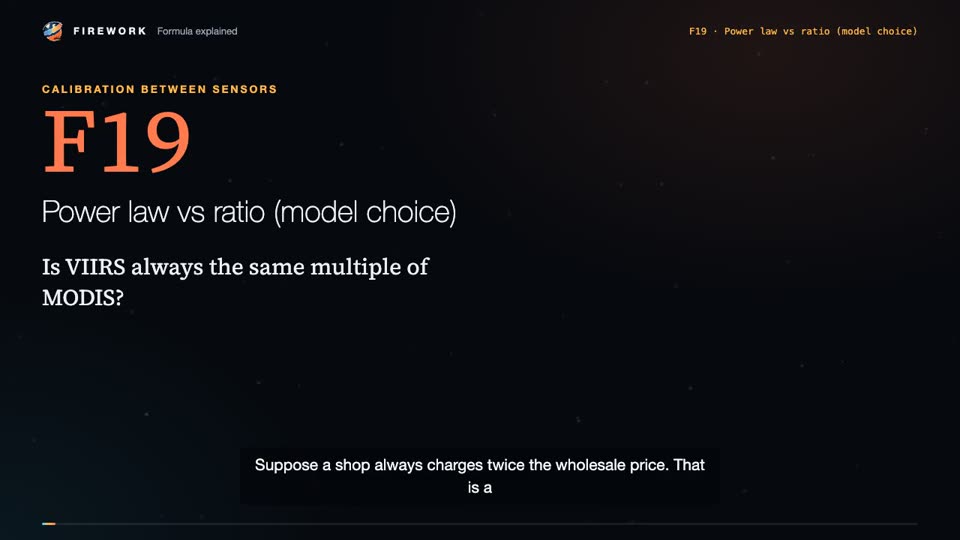 FIREWORK Formula explained
F19 · Power law vs ratio (model choice)
CALIBRATION BETWEEN SENSORS
F19
Power law vs ratio (model choice)
Is VIIRS always the same multiple of
MODIS?
Suppose a shop always charges twice the wholesale price. That
is a